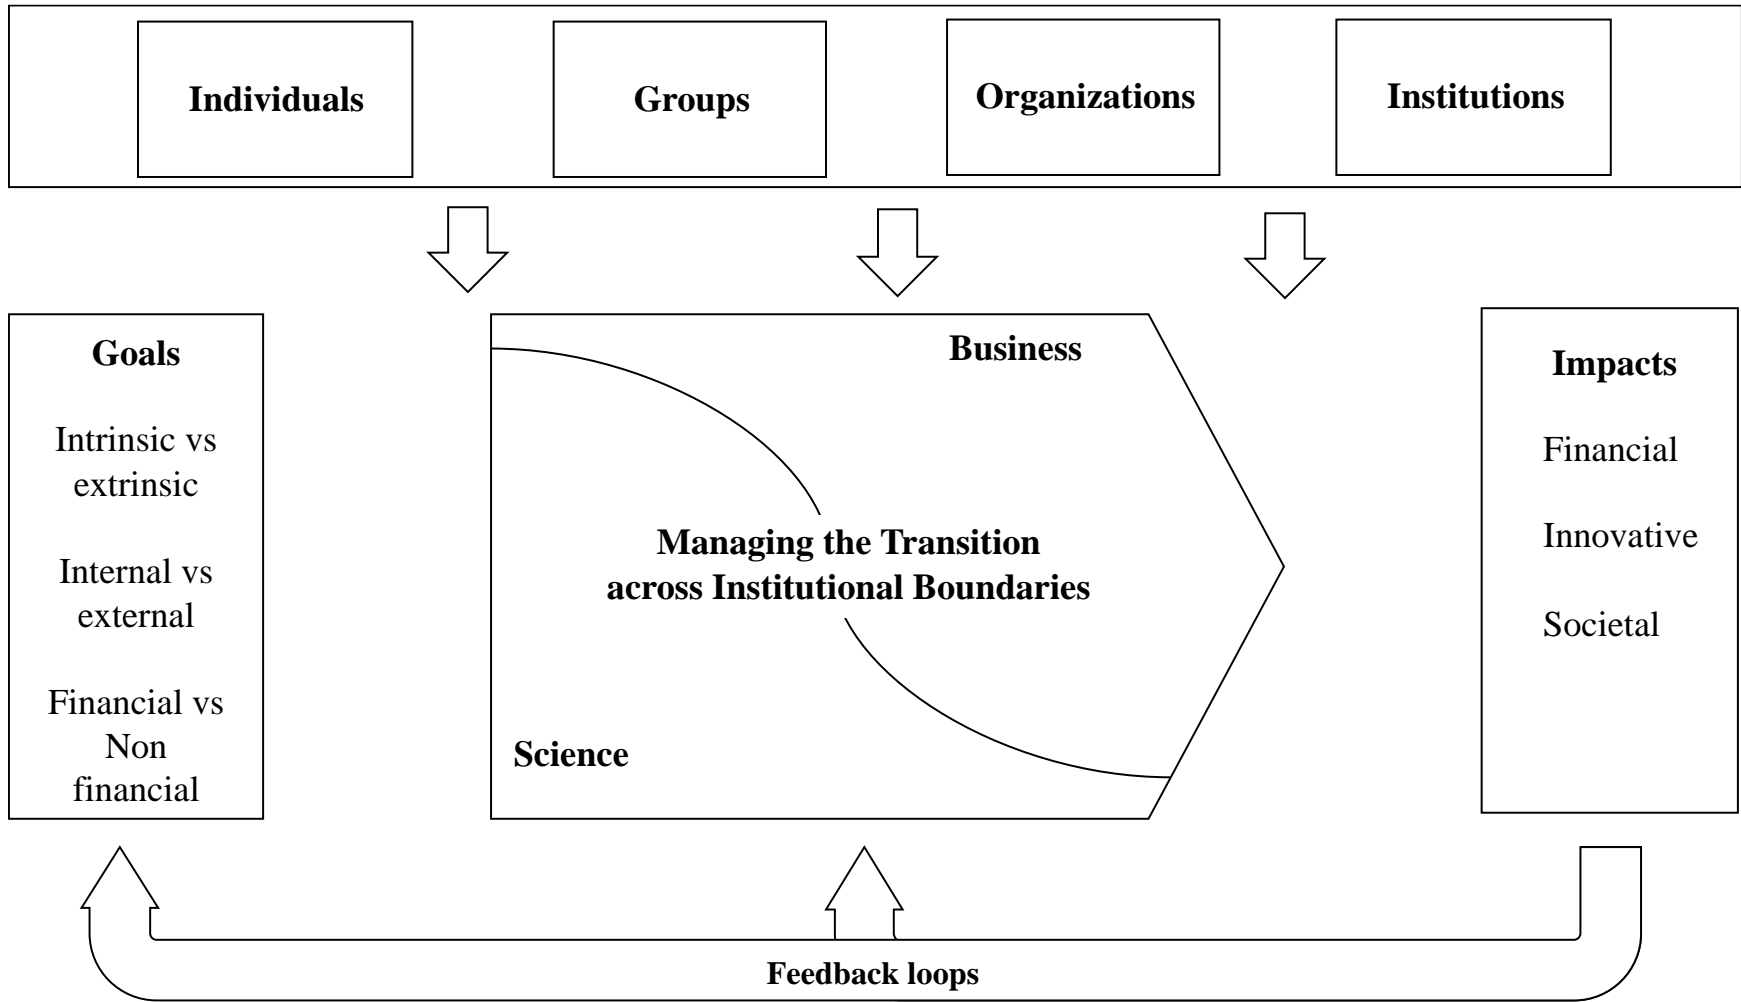 Individuals
Groups
Organizations
Institutions
Goals
Intrinsic vs
extrinsic
Internal vs
external
Financial vs
Non
financial
Business
Managing the Transition
across Institutional Boundaries
Science
Impacts
Financial
Innovative
Societal
Feedback loops